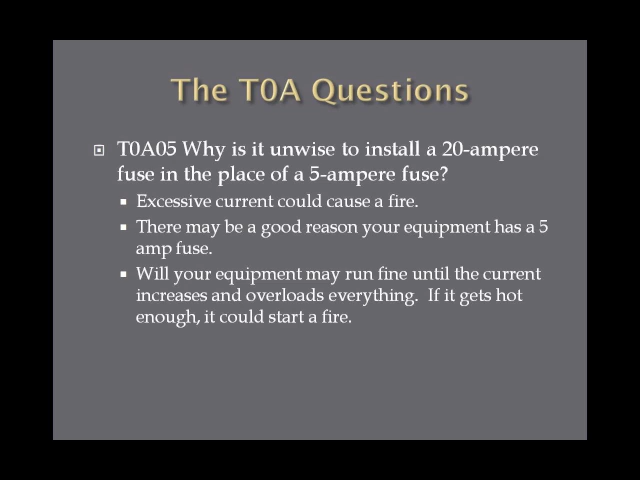 The T0A Questions
T0A05 Why is it unwise to install a 20-ampere
fuse in the place of a 5-ampere fuse?
Excessive current could cause a fire.
There may be a good reason your equipment has a 5
amp fuse.
Will your equipment may run fine until the current
increases and overloads everything.  If it gets hot
enough, it could start a fire.